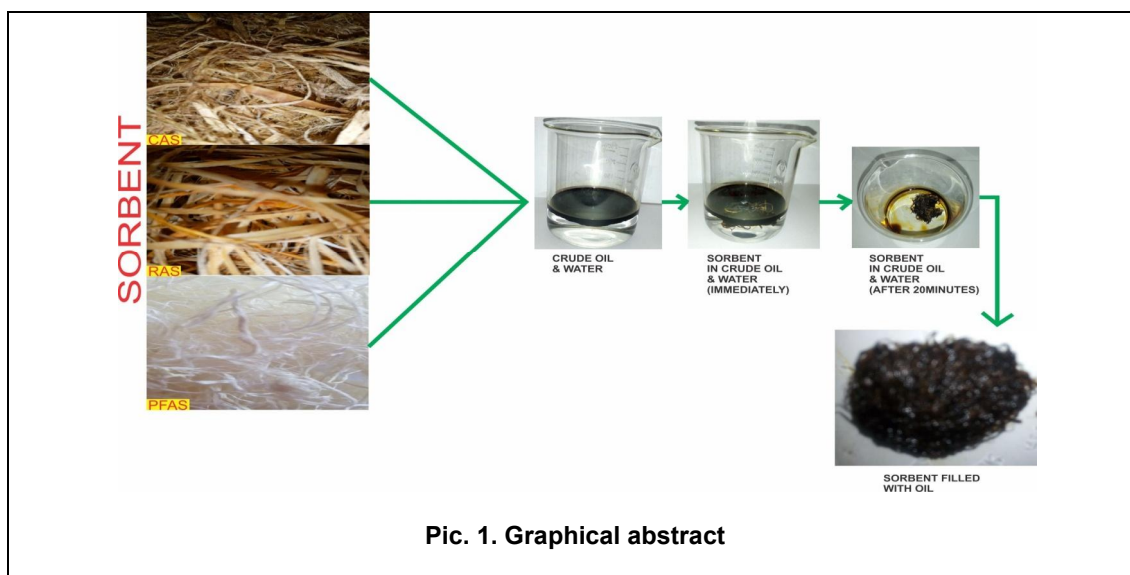 SORBENT
CAS
RAS
PFAS
CRUDE OIL
& WATER
SORBENT
IN CRUDE OIL
& WATER
(IMMEDIATELY)
SORBENT
IN CRUDE OIL
& WATER
(AFTER 20MINUTES)
SORBENT FILLED
WITH OIL
Pic. 1. Graphical abstract